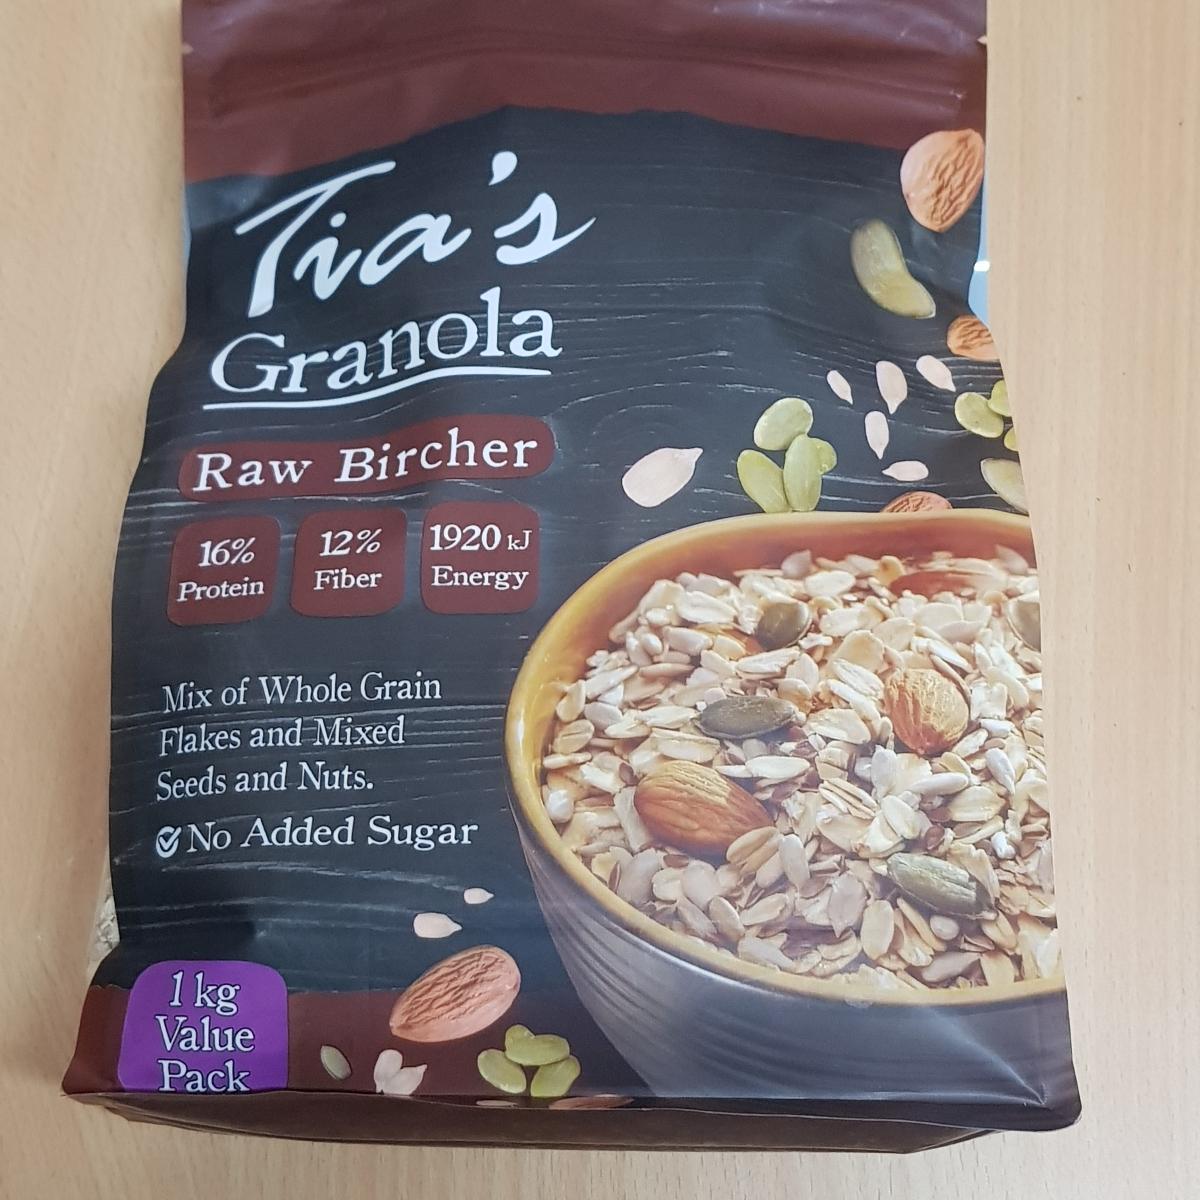 Tia's
Granola
Raw Bircher
16%
Protein
12%
Fiber
1920 kJ
Energy
Mix of Whole Grain
Flakes and Mixed
Seeds and Nuts.
No Added Sugar
1 kg
Value
Pack